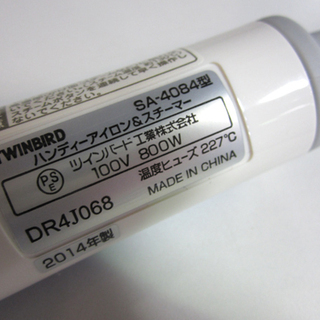 TWINBIRD SA-4084型
ハンディーアイロン&スチーマー
ツインバード工業株式会社
PSE 100V 800W
温度ヒューズ 227℃
DR4J068 MADE IN CHINA
2014年製